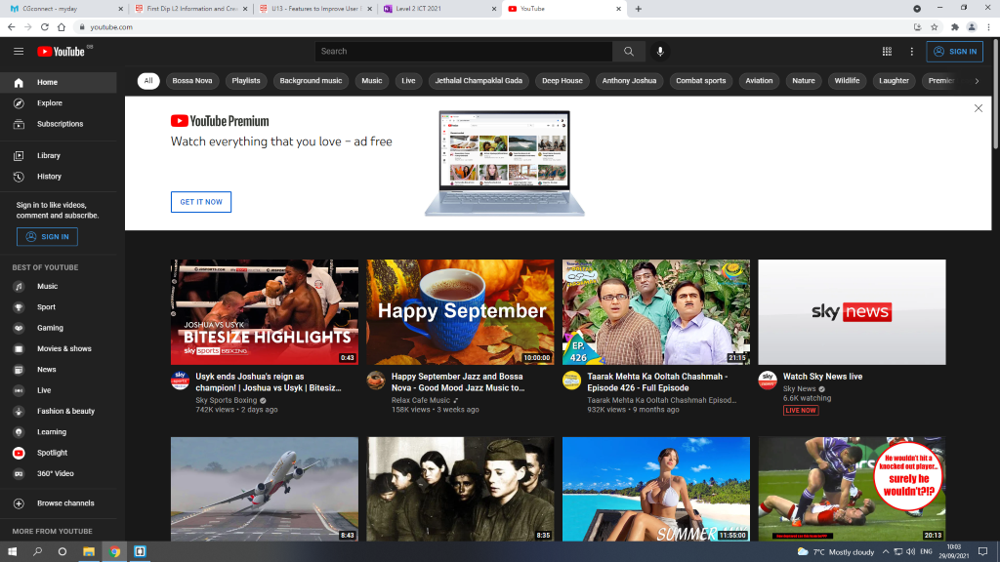 CGconnect - myday
First Dip L2 Information and Crea
U13 - Features to Improve User
Level 2 ICT 2021
YouTube
youtube.com
YouTube GB
Search
SIGN IN
Home
Explore
Subscriptions
Library
History
Sign in to like videos,
comment and subscribe.
SIGN IN
BEST OF YOUTUBE
Music
Sport
Gaming
Movies & shows
News
Live
Fashion & beauty
Learning
Spotlight
360° Video
Browse channels
MORE FROM YOUTUBE
All
Bossa Nova
Playlists
Background music
Music
Live
Jethalal Champaklal Gada
Deep House
Anthony Joshua
Combat sports
Aviation
Nature
Wildlife
Laughter
Premier
YouTube Premium
Watch everything that you love – ad free
GET IT NOW
JOSHUA VS USYK
BITESIZE HIGHLIGHTS
sky sports BOXING
0:43
Usyk ends Joshua's reign as
champion! | Joshua vs Usyk | Bitesiz...
Sky Sports Boxing
742K views • 2 days ago
Happy September
10:00:00
Happy September Jazz and Bossa
Nova - Good Mood Jazz Music to...
Relax Cafe Music
158K views • 3 weeks ago
EP.
426
21:15
Taarak Mehta Ka Ooltah Chashmah -
Episode 426 - Full Episode
Taarak Mehta Ka Ooltah Chashmah Episod...
932K views • 9 months ago
sky news
Watch Sky News live
Sky News
6.6K watching
LIVE NOW
8:43
8:35
SUMMER
11:55:00
He wouldn't hit a
knocked out player...
surely he
wouldn't?!?
20:13
7°C Mostly cloudy
ENG
10:03
29/09/2021